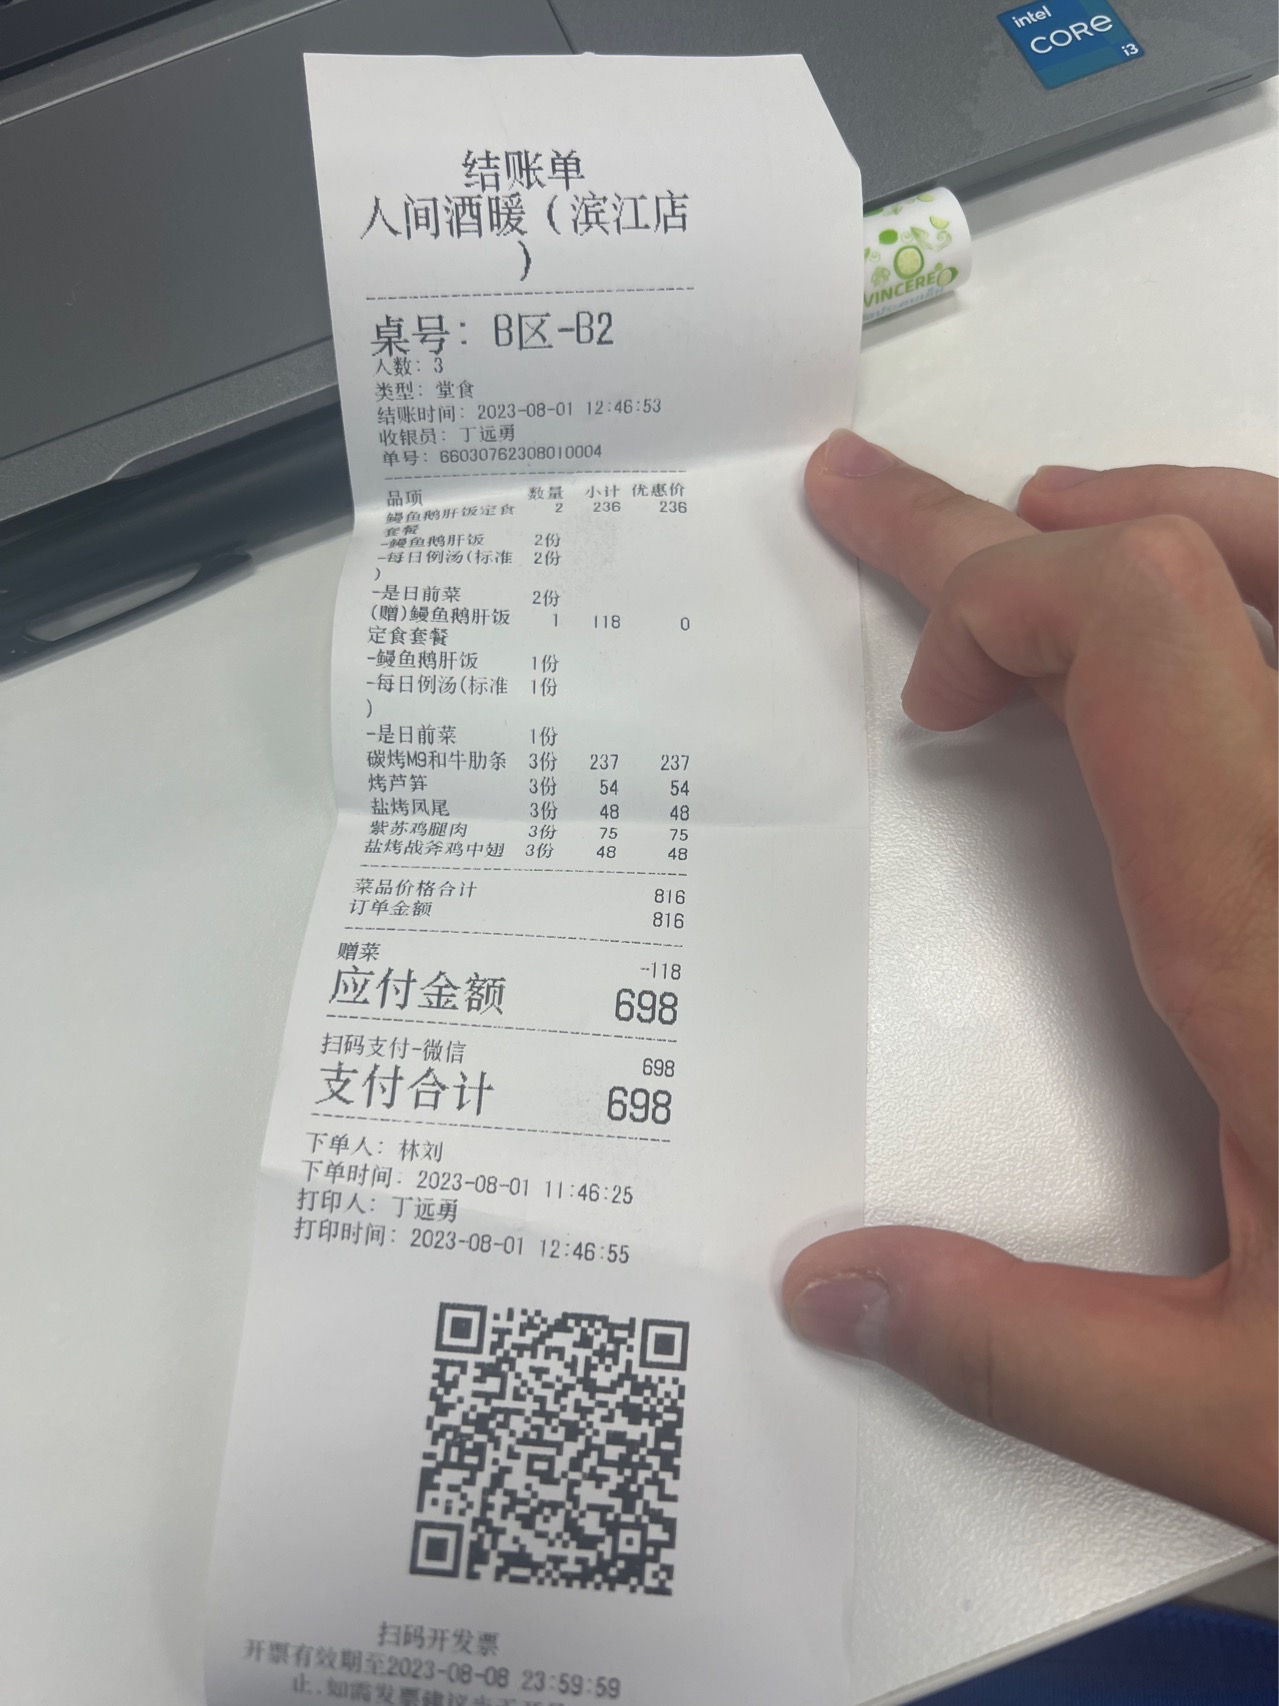 intel
CORE
i3
结账单
人间酒暖（滨江店
）
VINCERE
桌号：B区-B2
人数：3
类型：堂食
结账时间：2023-08-01 12:46:53
收银员：丁远勇
单号：66030762308010004
品项 数量 小计 优惠价
鳗鱼鹅肝饭定食 2 236 236
套餐
-鳗鱼鹅肝饭 2份
-每日例汤(标准 2份
)
-是日前菜 2份
(赠)鳗鱼鹅肝饭 1 118 0
定食套餐
-鳗鱼鹅肝饭 1份
-每日例汤(标准 1份
)
-是日前菜 1份
碳烤M9和牛肋条 3份 237 237
烤芦笋 3份 54 54
盐烤凤尾 3份 48 48
紫苏鸡腿肉 3份 75 75
盐烤战斧鸡中翅 3份 48 48
菜品价格合计 816
订单金额 816
赠菜 -118
应付金额 698
扫码支付-微信 698
支付合计 698
下单人：林刘
下单时间：2023-08-01 11:46:25
打印人：丁远勇
打印时间：2023-08-01 12:46:55
扫码开发票
开票有效期至2023-08-08 23:59:59
止.如需发票建议当